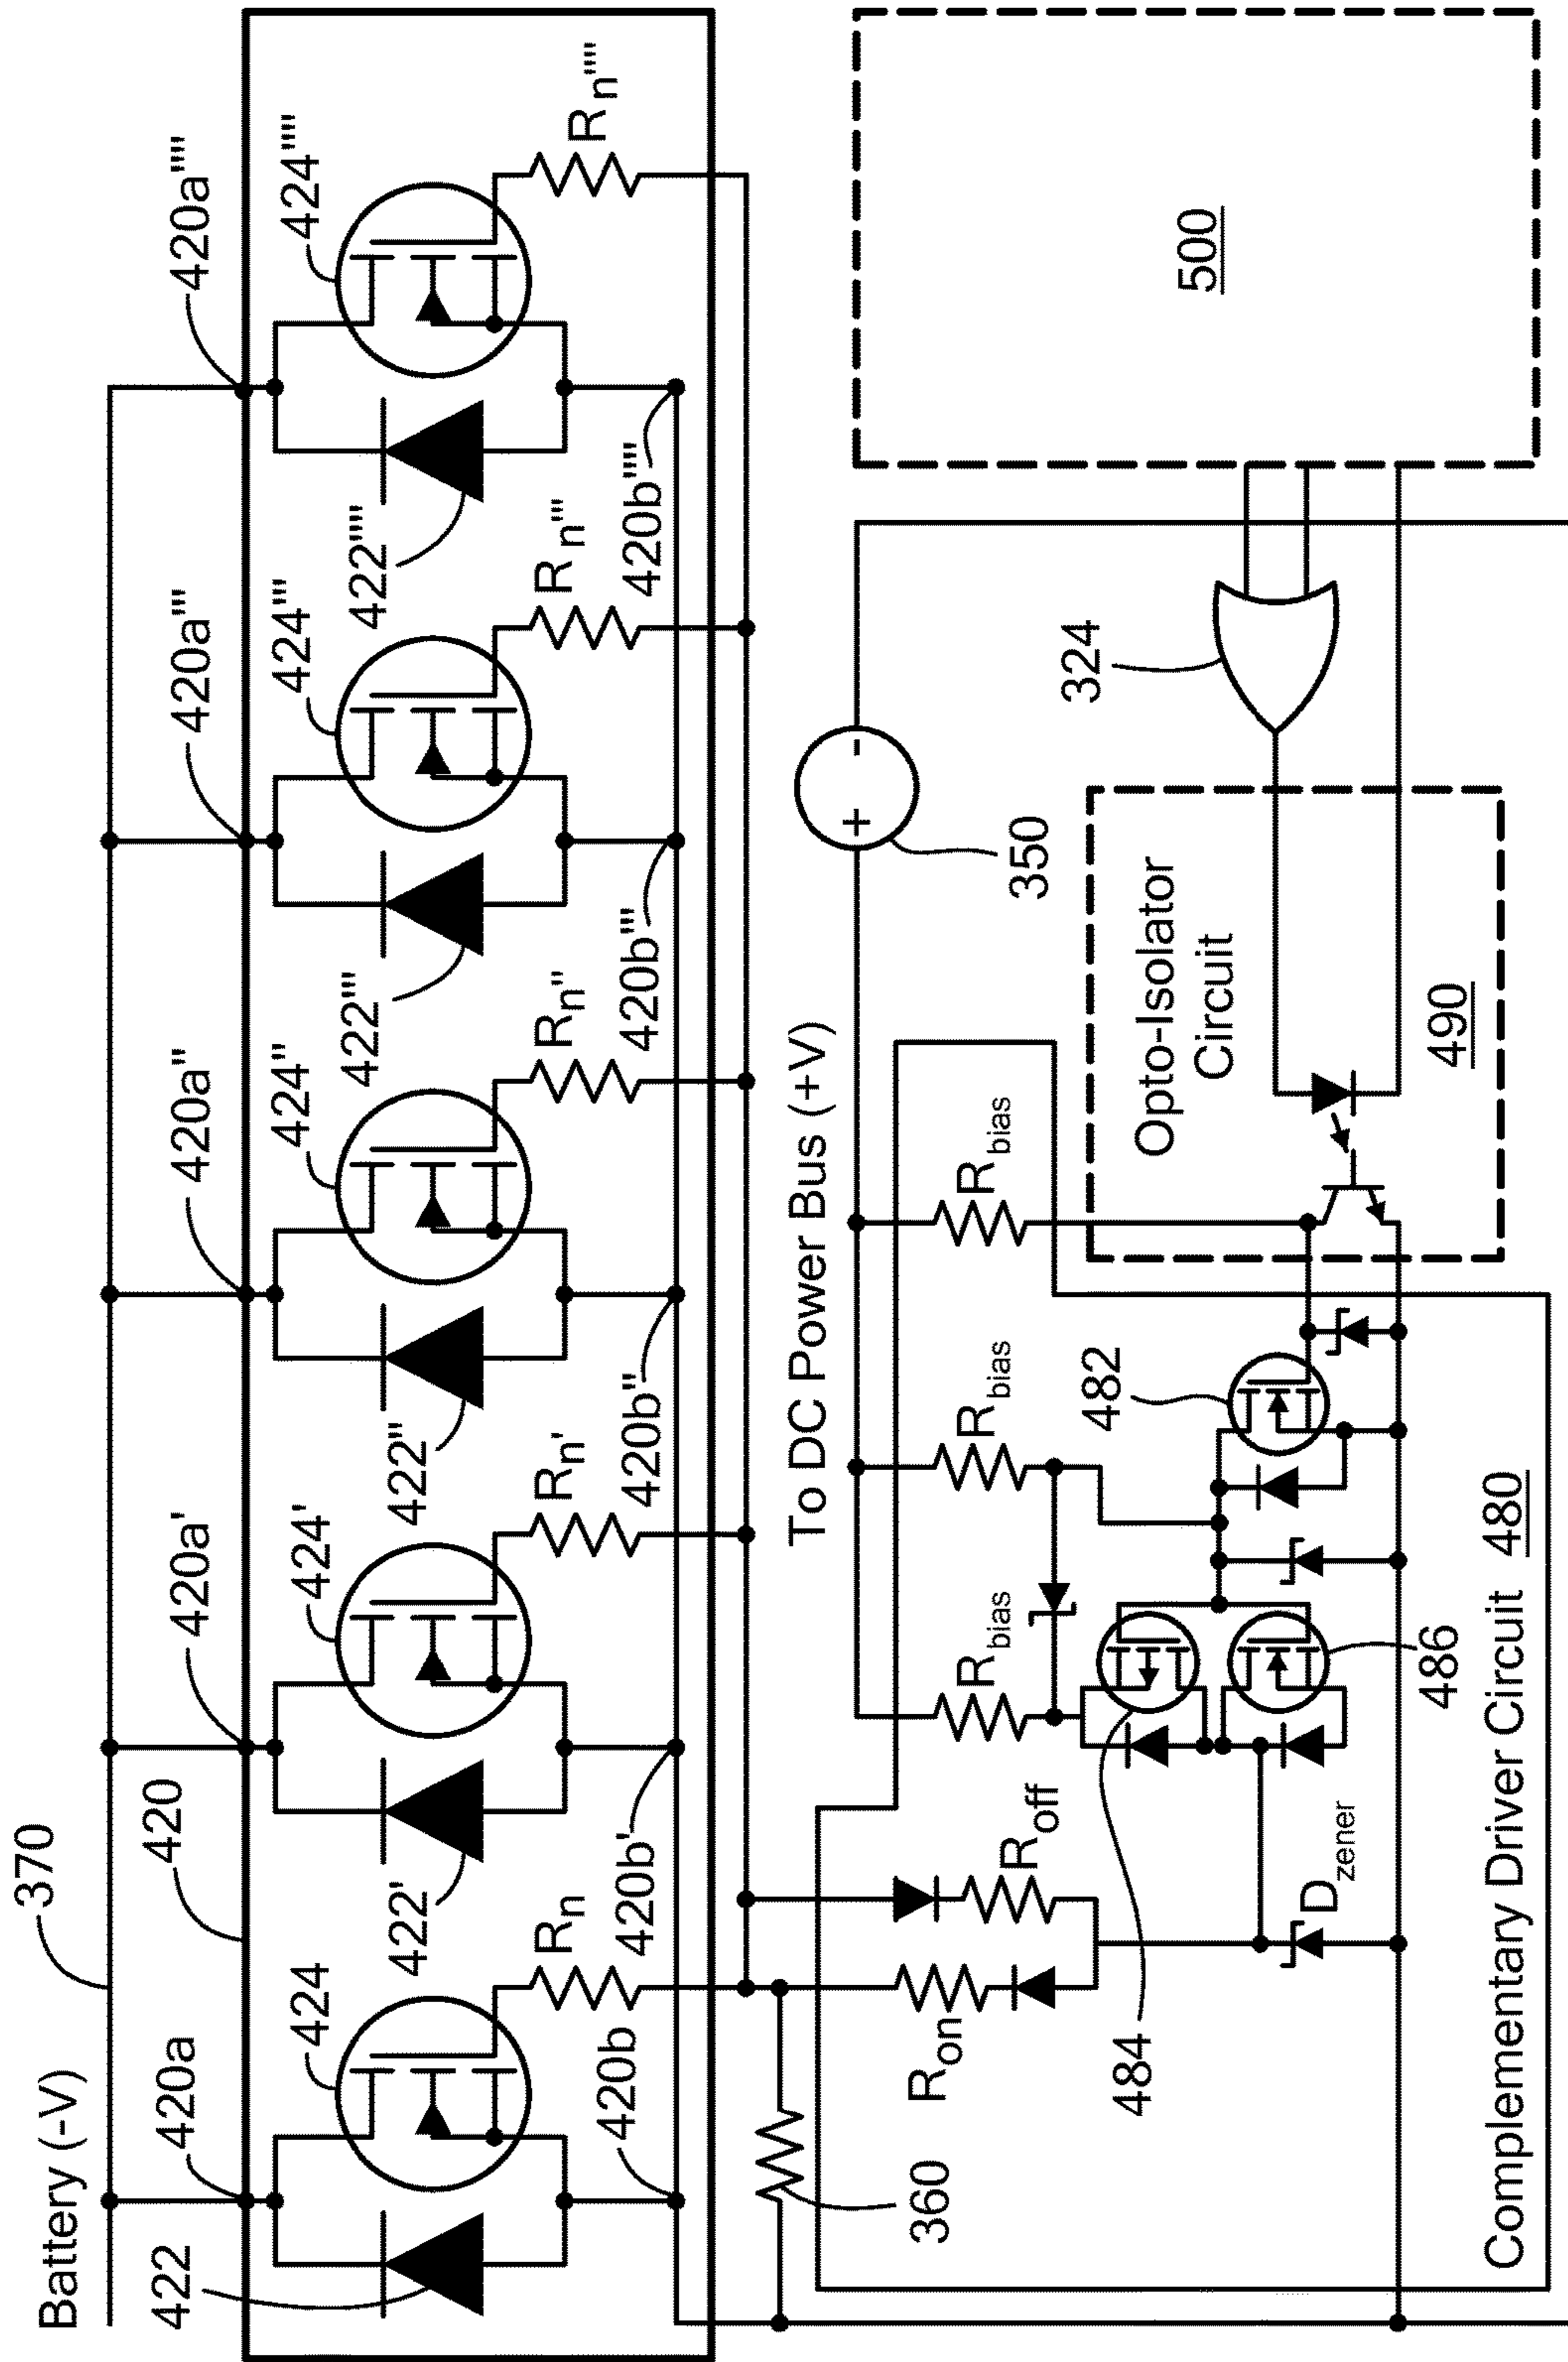 370
Battery (-V)
420a
420
420a'
420a''
420a'''
420a''''
422
424
422'
424'
422''
424''
422'''
424'''
422''''
424''''
Rn
Rn'
Rn''
Rn'''
Rn''''
420b
420b'
420b''
420b'''
420b''''
To DC Power Bus (+V)
360
Ron
Roff
Rbias
Rbias
Rbias
+
-
350
484
486
482
Dzener
Opto-Isolator
Circuit
490
324
500
Complementary Driver Circuit 480